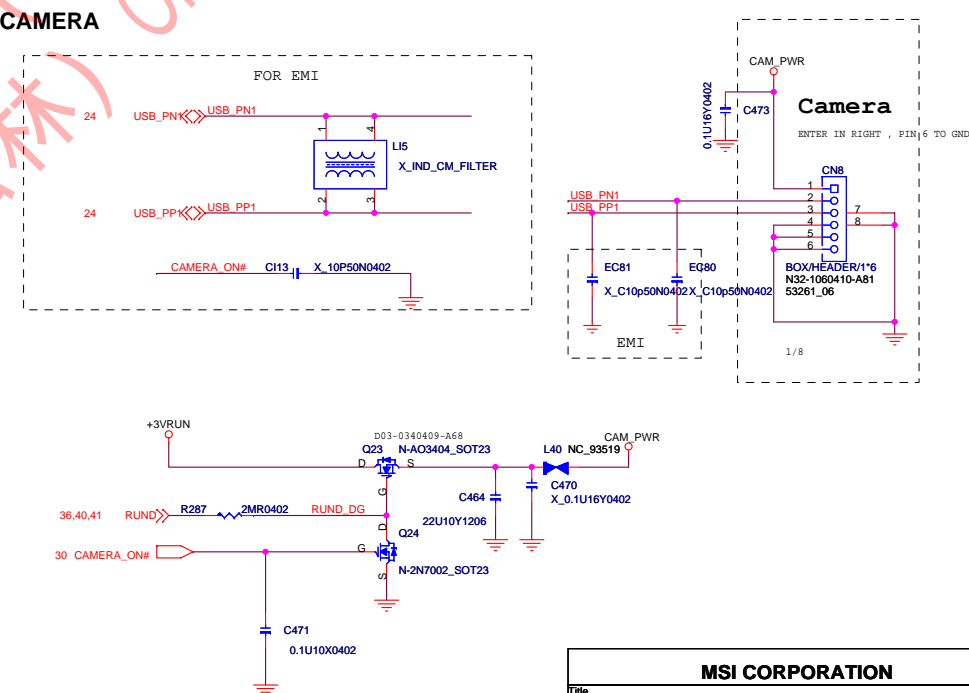 CAMERA
林)
FOR EMI
24 USB_PN1 USB_PN1
1 4
LI5
X_IND_CM_FILTER
2 3
24 USB_PP1 USB_PP1
CAMERA_ON# CI13 X_10P50N0402
CAM_PWR
0.1U16Y0402
C473
Camera
ENTER IN RIGHT , PIN 6 TO GND
CN8
USB_PN1
USB_PP1
1
2
3
4
5
6
7
8
BOX/HEADER/1*6
N32-1060410-A81
53261_06
EC81 EC80
X_C10p50N0402 X_C10p50N0402
EMI
1/8
+3VRUN
D03-0340409-A68
Q23 N-AO3404_SOT23
D S
G
L40 NC_93519
CAM_PWR
C464
22U10Y1206
C470
X_0.1U16Y0402
36,40,41 RUND R287 2MR0402 RUND_DG
D
Q24
30 CAMERA_ON# G
N-2N7002_SOT23
S
C471
0.1U10X0402
MSI CORPORATION
Title